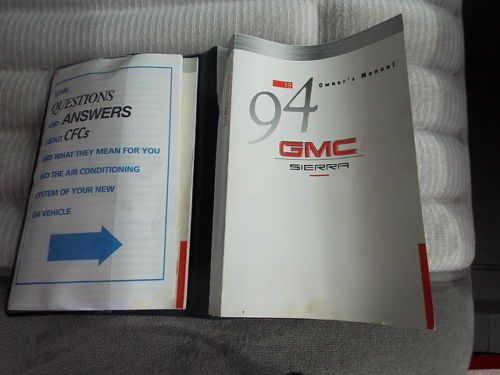 SOME
QUESTIONS
AND ANSWERS
ABOUT CFCs
AND WHAT THEY MEAN FOR YOU
AND THE AIR CONDITIONING
SYSTEM OF YOUR NEW
GM VEHICLE
19
94
Owner's Manual
GMC
SIERRA